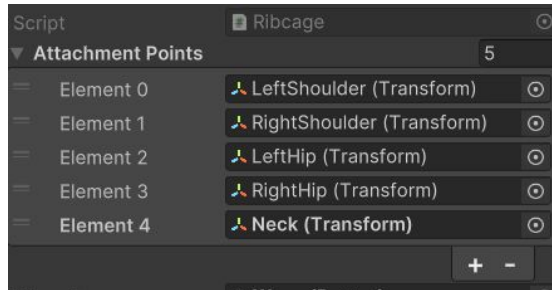 Script Ribcage
Attachment Points 5
Element 0 LeftShoulder (Transform)
Element 1 RightShoulder (Transform)
Element 2 LeftHip (Transform)
Element 3 RightHip (Transform)
Element 4 Neck (Transform)
+ -